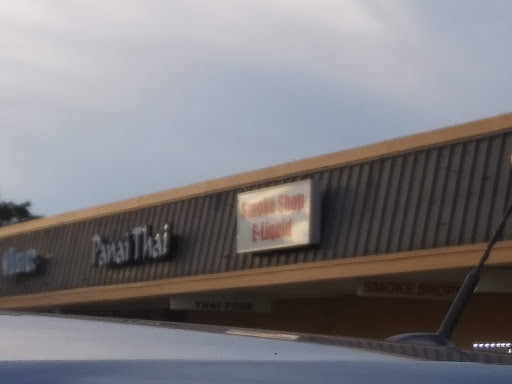 Panai Thai
Smoke Shop
E-Liquid
THAI FOOD
SMOKE SHOP